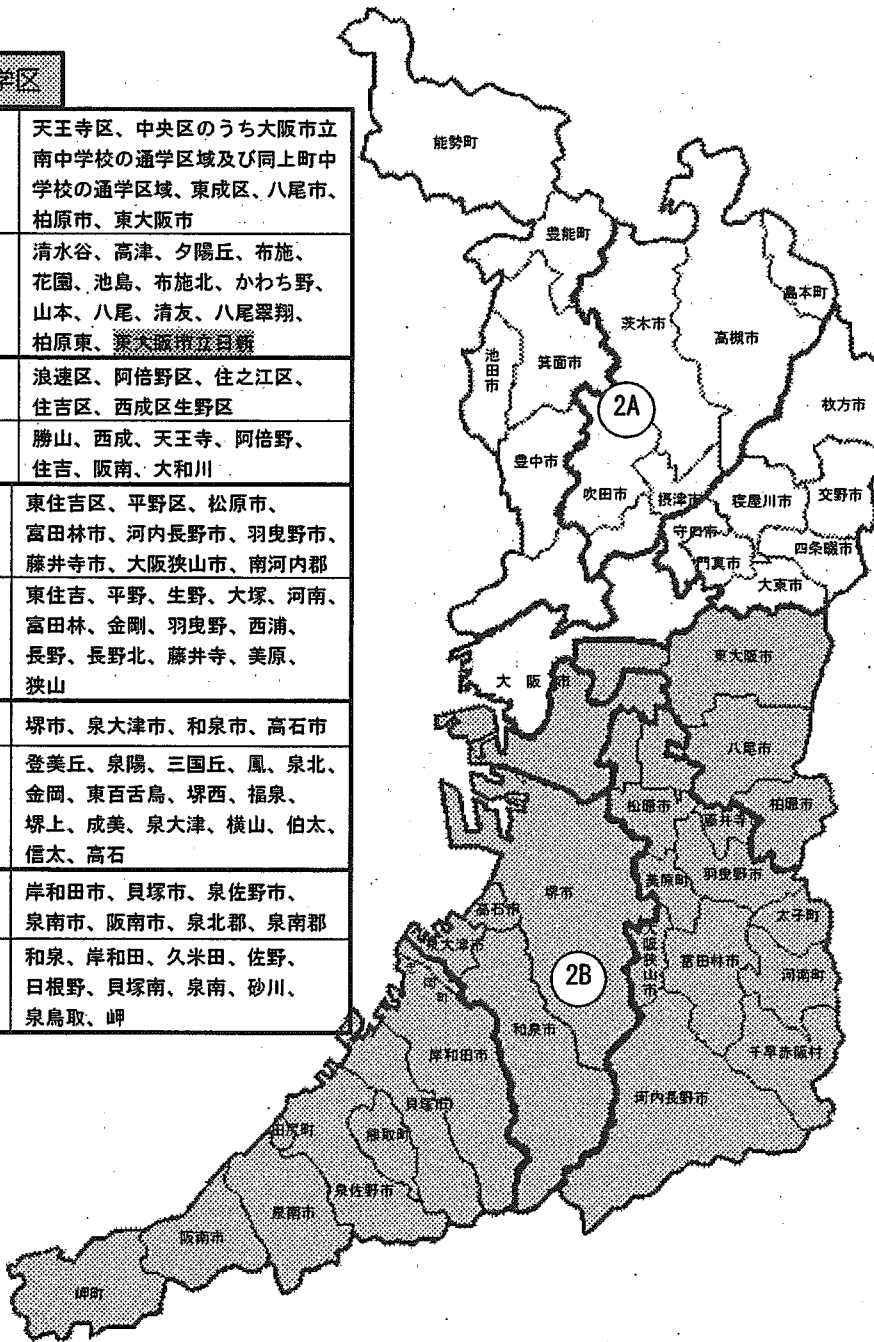 学区
天王寺区、中央区のうち大阪市立
南中学校の通学区域及び同上町中
学校の通学区域、東成区、八尾市、
柏原市、東大阪市
清水谷、高津、夕陽丘、布施、
花園、池島、布施北、かわち野、
山本、八尾、清友、八尾翠翔、
柏原東、東大阪市立日新
浪速区、阿倍野区、住之江区、
住吉区、西成区生野区
勝山、西成、天王寺、阿倍野、
住吉、阪南、大和川
東住吉区、平野区、松原市、
富田林市、河内長野市、羽曳野市、
藤井寺市、大阪狭山市、南河内郡
東住吉、平野、生野、大塚、河南、
富田林、金剛、羽曳野、西浦、
長野、長野北、藤井寺、美原、
狭山
堺市、泉大津市、和泉市、高石市
登美丘、泉陽、三国丘、鳳、泉北、
金岡、東百舌鳥、堺西、福泉、
堺上、成美、泉大津、横山、伯太、
信太、高石
岸和田市、貝塚市、泉佐野市、
泉南市、阪南市、泉北郡、泉南郡
和泉、岸和田、久米田、佐野、
日根野、貝塚南、泉南、砂川、
泉鳥取、岬
能勢町
豊能町
島本町
茨木市
高槻市
池田市
箕面市
2A
枚方市
豊中市
吹田市
摂津市
寝屋川市
交野市
守口市
門真市
四条畷市
大東市
大阪市
東大阪市
八尾市
松原市
柏原市
藤井寺
羽曳野市
美原町
堺市
高石市
太子町
大津市
大阪狭山市
富田林市
河南町
2B
和泉市
岸和田市
千早赤阪村
河内長野市
貝塚市
田尻町
熊取町
泉佐野市
泉南市
阪南市
岬町